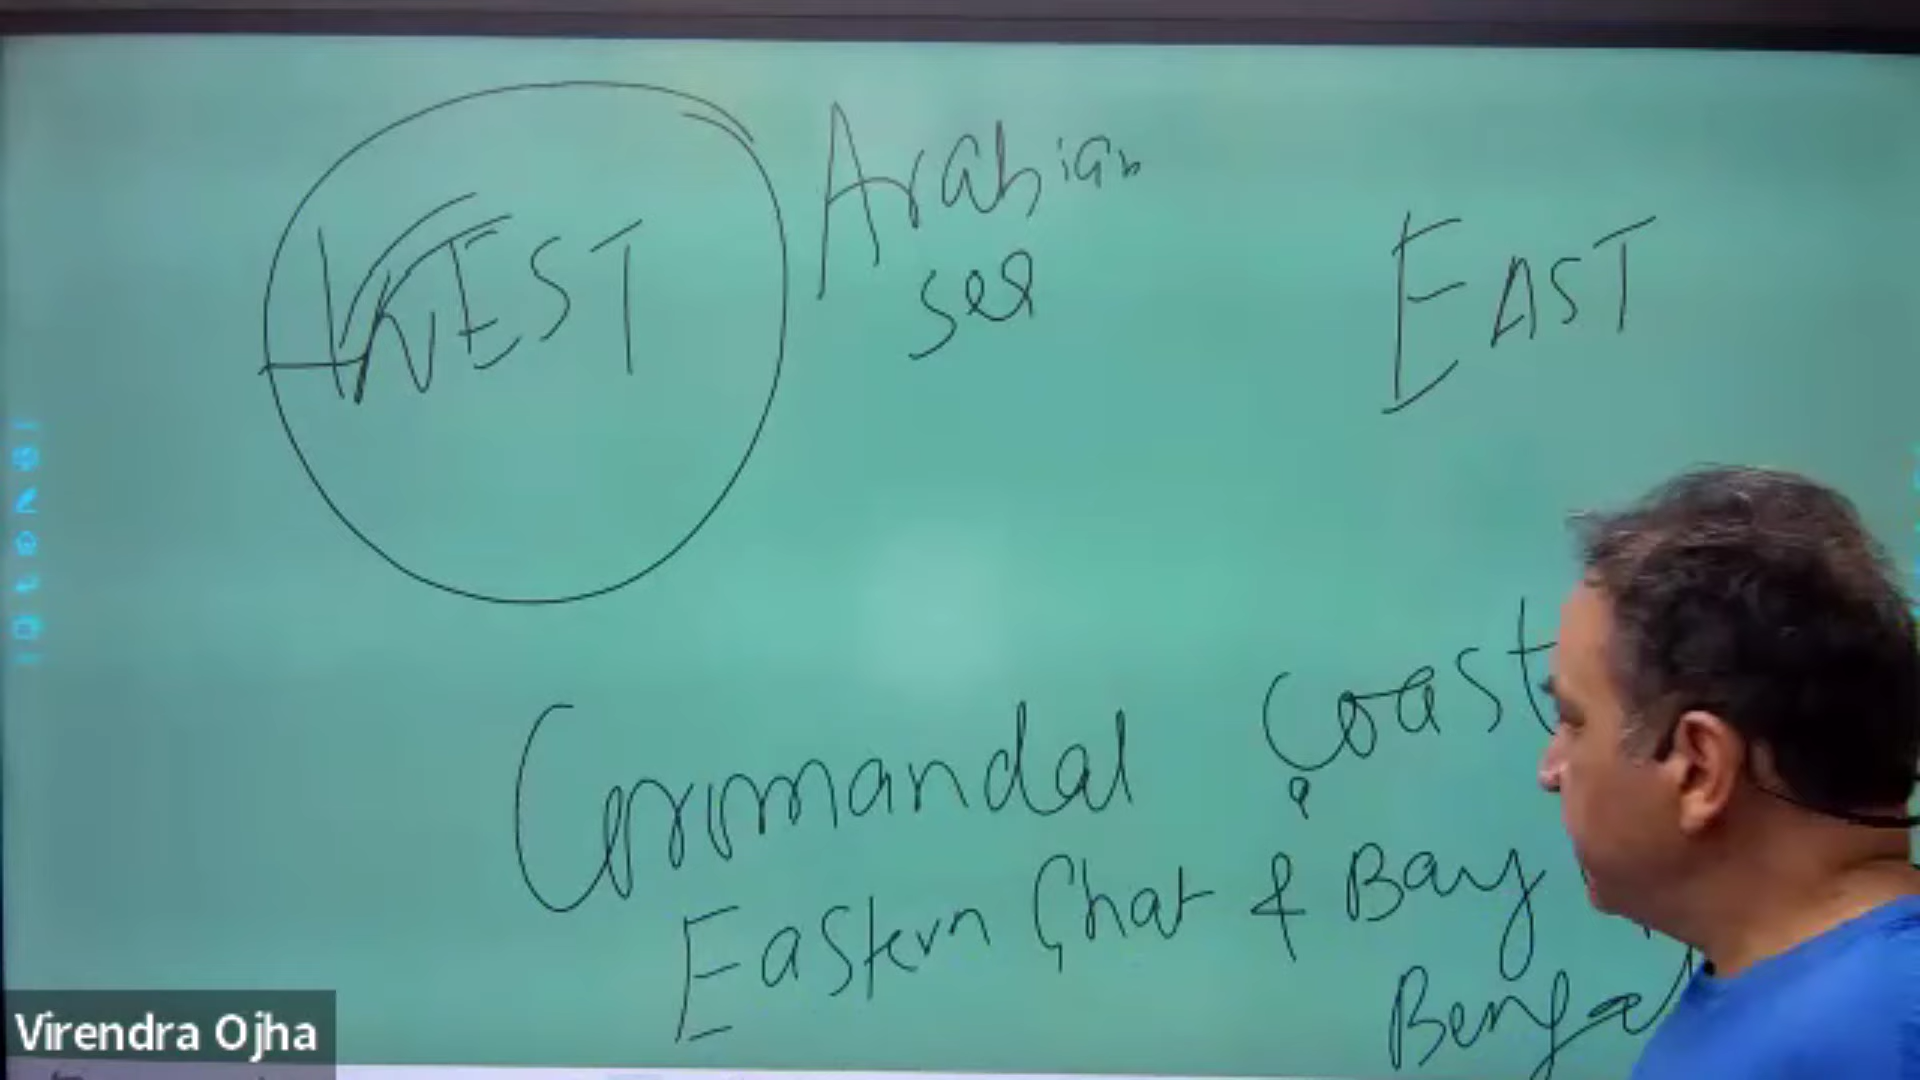 WEST
Arabian
sea
EAST
Coromandal Coast
Eastern Ghat & Bay
Bengal
Virendra Ojha